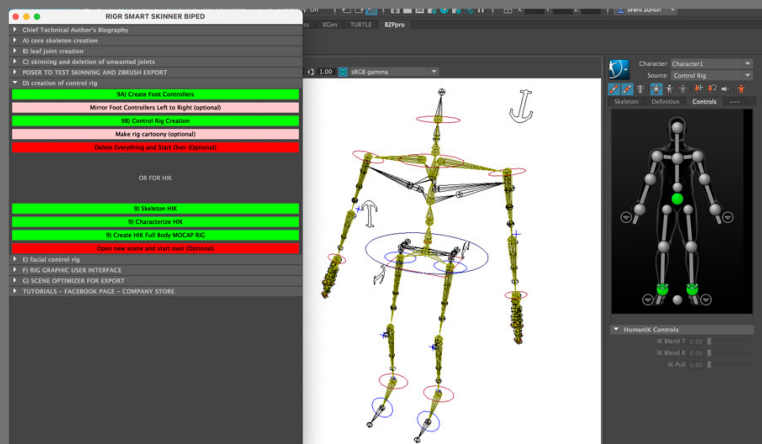 RIGR SMART SKINNER BIPED
Chief Technical Author's Biography
A) core skeleton creation
B) leaf joint creation
C) skinning and deletion of unwanted joints
POSER TO TEST SKINNING AND ZBRUSH EXPORT
D) creation of control rig
9A) Create Foot Controllers
Mirror Foot Controllers Left to Right (optional)
9B) Control Rig Creation
Make rig cartoony (optional)
Delete Everything and Start Over (Optional)
OR FOR HIK
9) Skeleton HIK
9) Characterize HIK
9) Create HIK Full Body MOCAP RIG
Open new scene and start over (Optional)
E) facial control rig
F) RIG GRAPHIC USER INTERFACE
G) SCENE OPTIMIZER FOR EXPORT
TUTORIALS - FACEBOOK PAGE - COMPANY STORE
XGen TURTLE BZPpro
1.00 sRGB gamma
Character: Character1
Source: Control Rig
Skeleton Definition Controls
HumanIK Controls
IK Blend T 0.00
IK Blend R 0.00
IK Pull 0.00